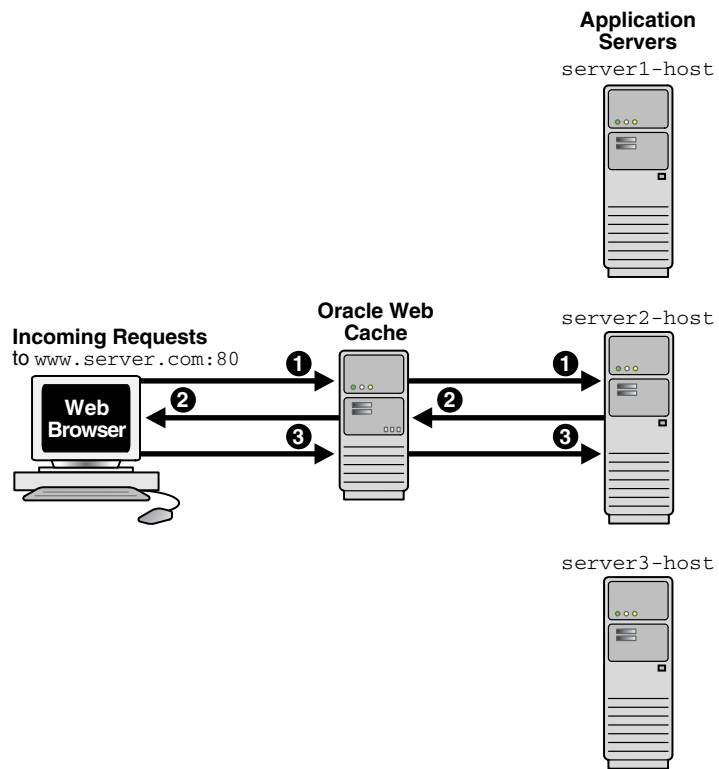 Application
Servers
server1-host
Oracle Web
Cache
server2-host
Incoming Requests
to www.server.com:80
1
1
Web
Browser
2
2
3
3
server3-host